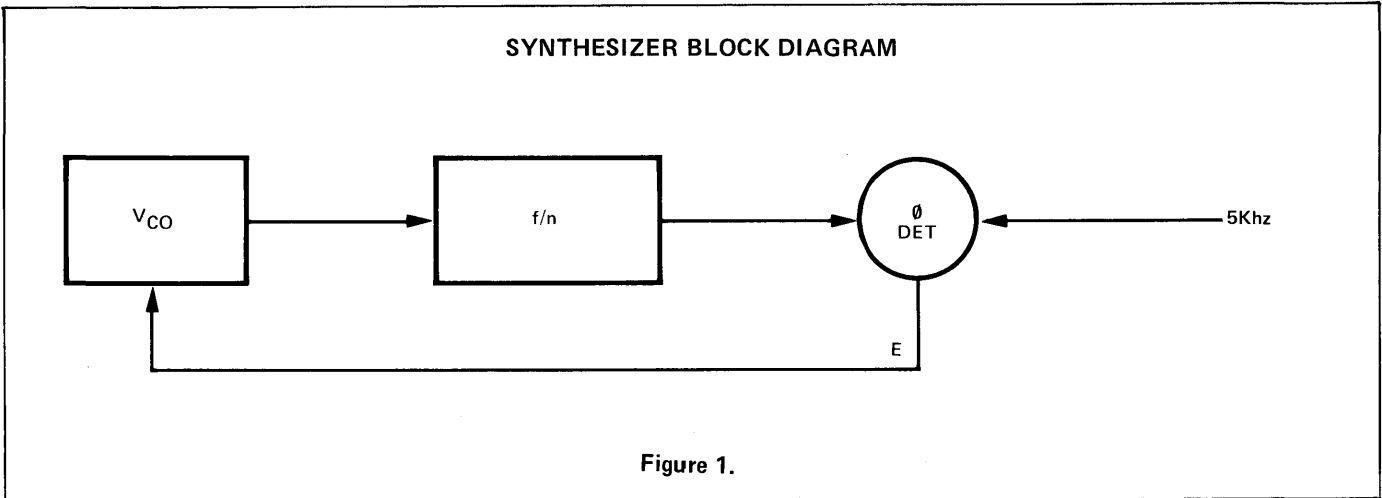 SYNTHESIZER BLOCK DIAGRAM
VCO
f/n
Ø
DET
5Khz
E
Figure 1.